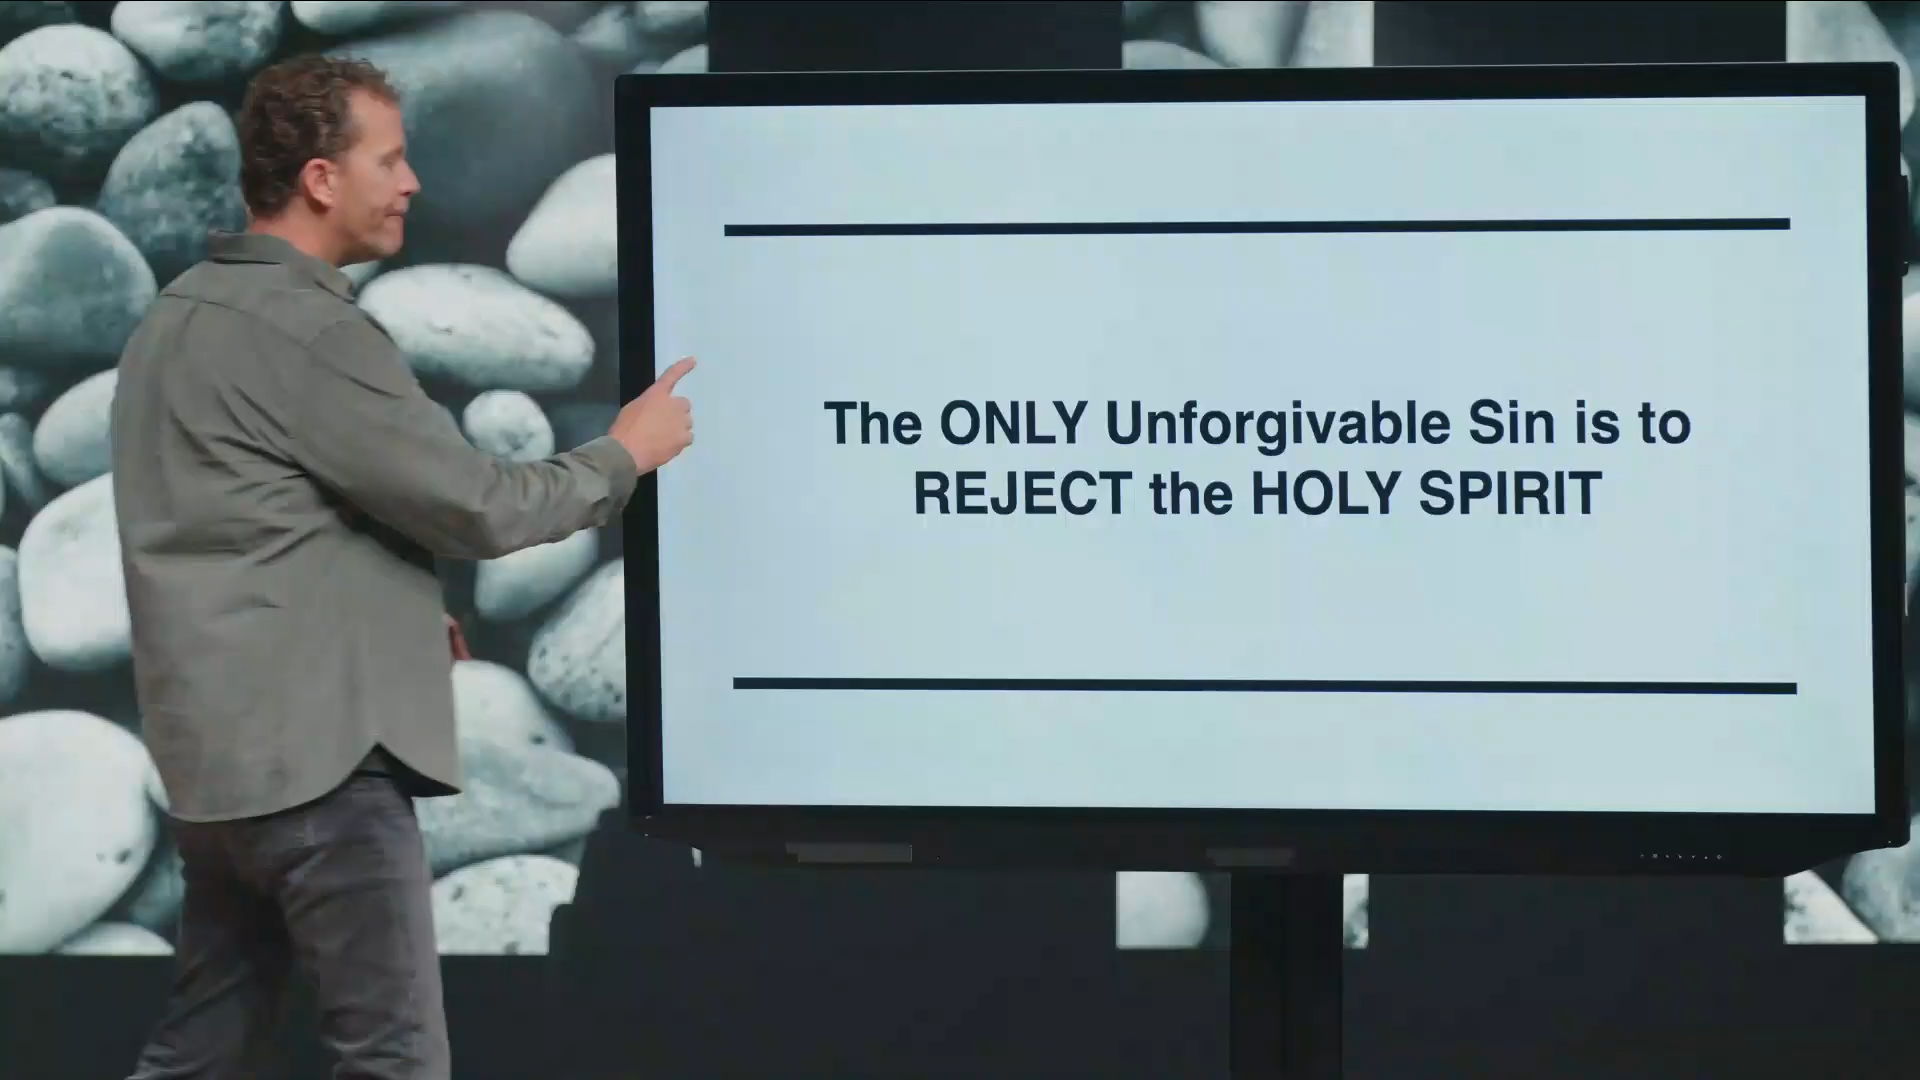 The ONLY Unforgivable Sin is to
REJECT the HOLY SPIRIT